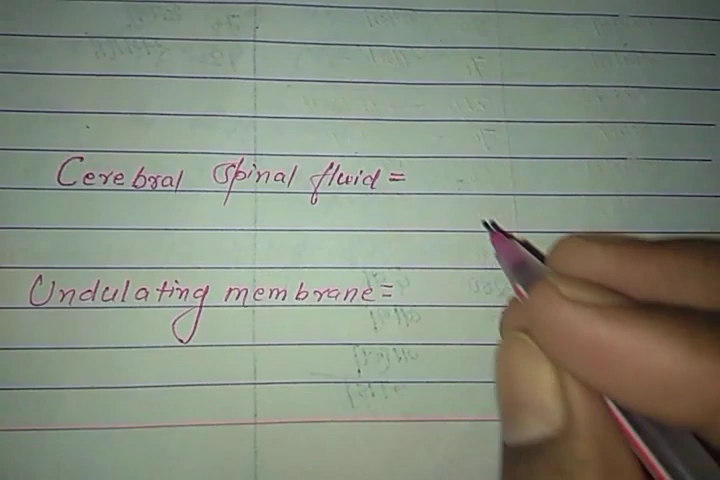 Cerebral Spinal fluid =
Undulating membrane =